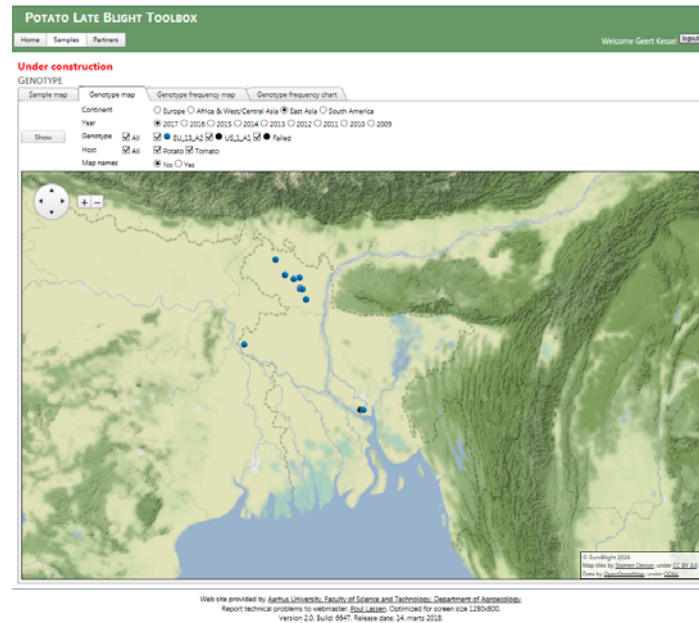 POTATO LATE BLIGHT TOOLBOX
Home Samples Partners
Welcome Geert Kessel logout
Under construction
GENOTYPE
Sample map Genotype map Genotype frequency map Genotype frequency chart
Continent Europe Africa & West/Central Asia East Asia South America
Year 2017 2016 2015 2014 2013 2012 2011 2010 2009
Show Genotype All EU_13_A2 US_1_A1 Failed
Host All Potato Tomato
Map names No Yes
© EuroBlight 2018.
Map tiles by Stamen Design, under CC BY 3.0.
Data by OpenStreetMap, under ODbL.
Web site provided by Aarhus University, Faculty of Science and Technology, Department of Agroecology.
Report technical problems to webmaster: Poul Lassen. Optimized for screen size 1280x800.
Version 2.0. Build: 6647. Release date: 14. marts 2018.